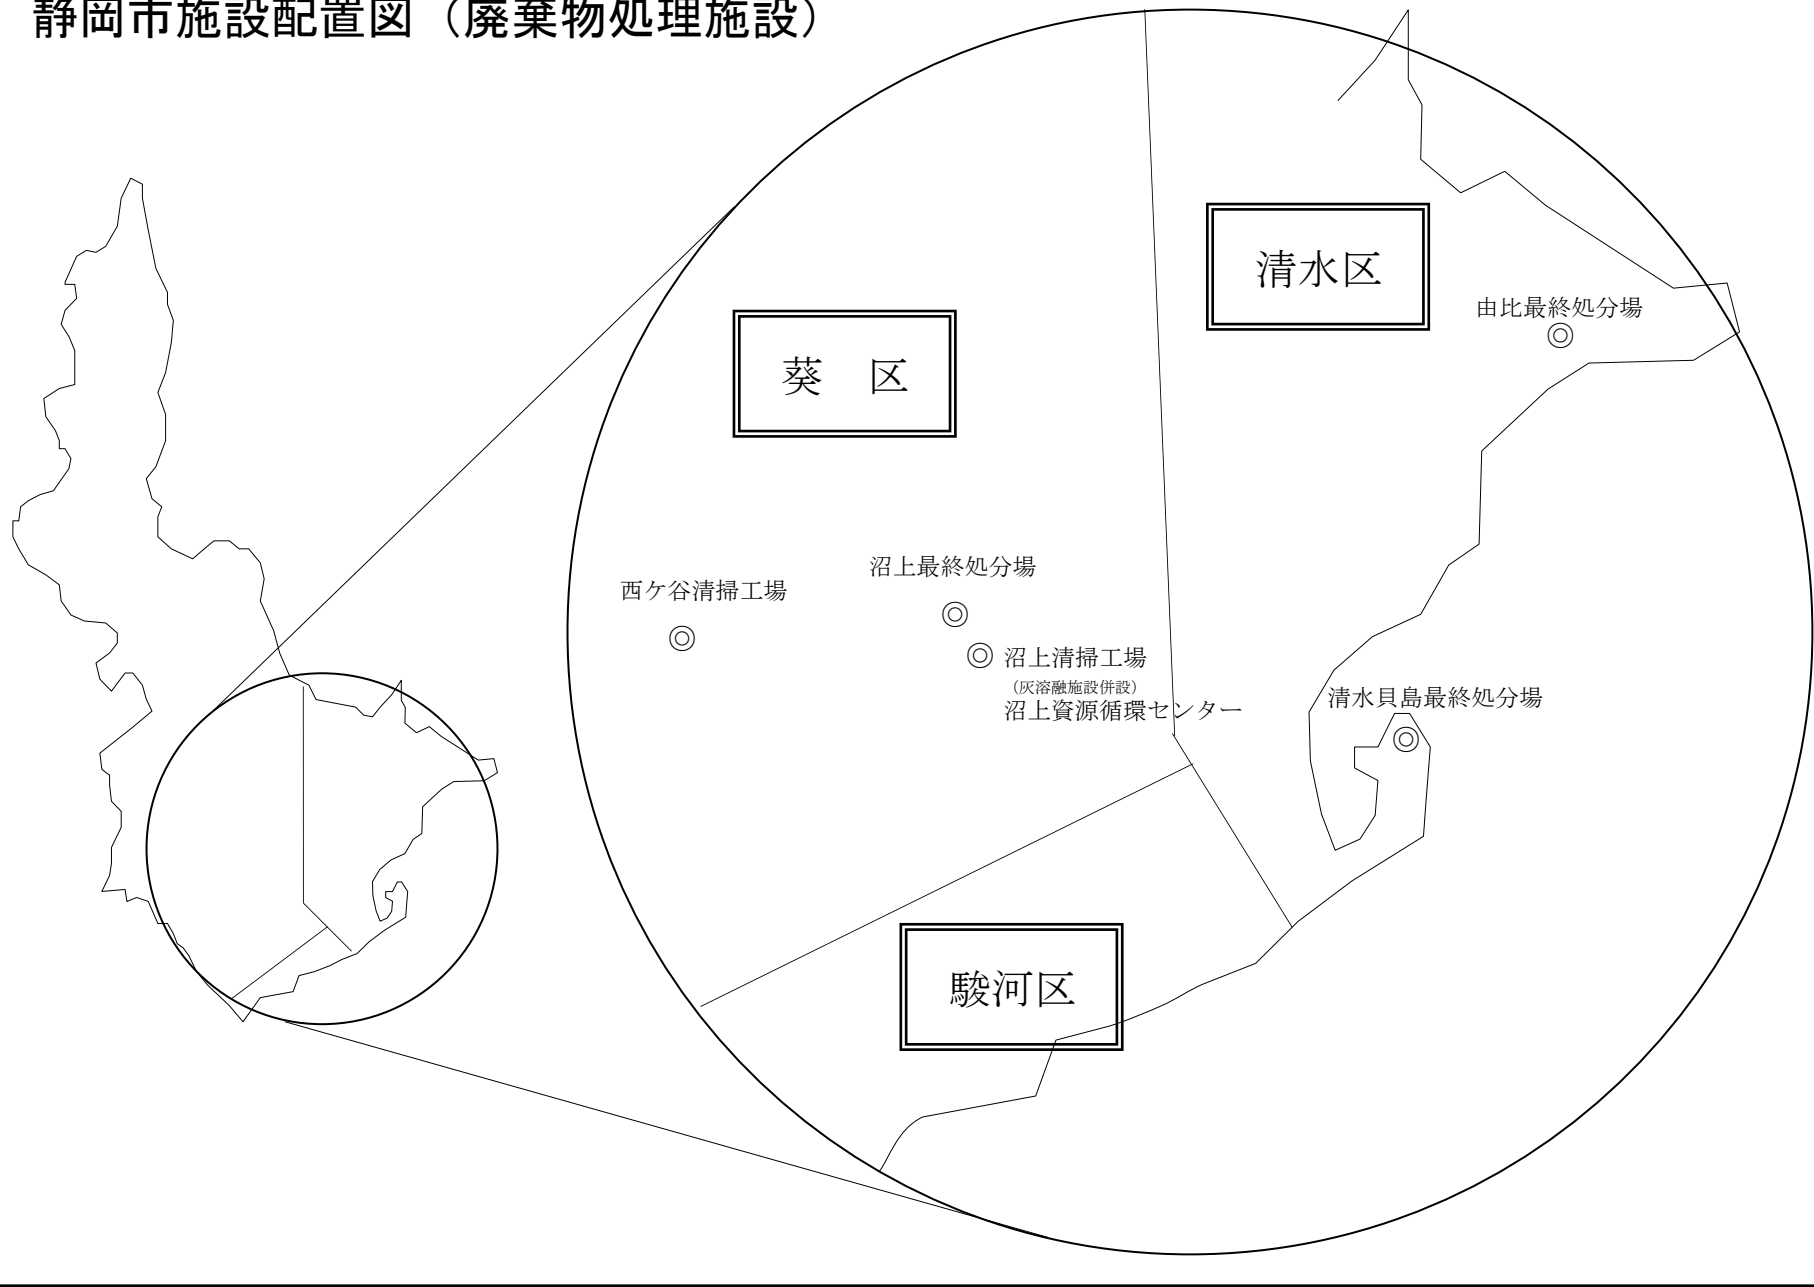 静岡市施設配置図（廃棄物処理施設）
清水区
由比最終処分場
葵　区
沼上最終処分場
西ケ谷清掃工場
沼上清掃工場
（灰溶融施設併設）
沼上資源循環センター
清水貝島最終処分場
駿河区